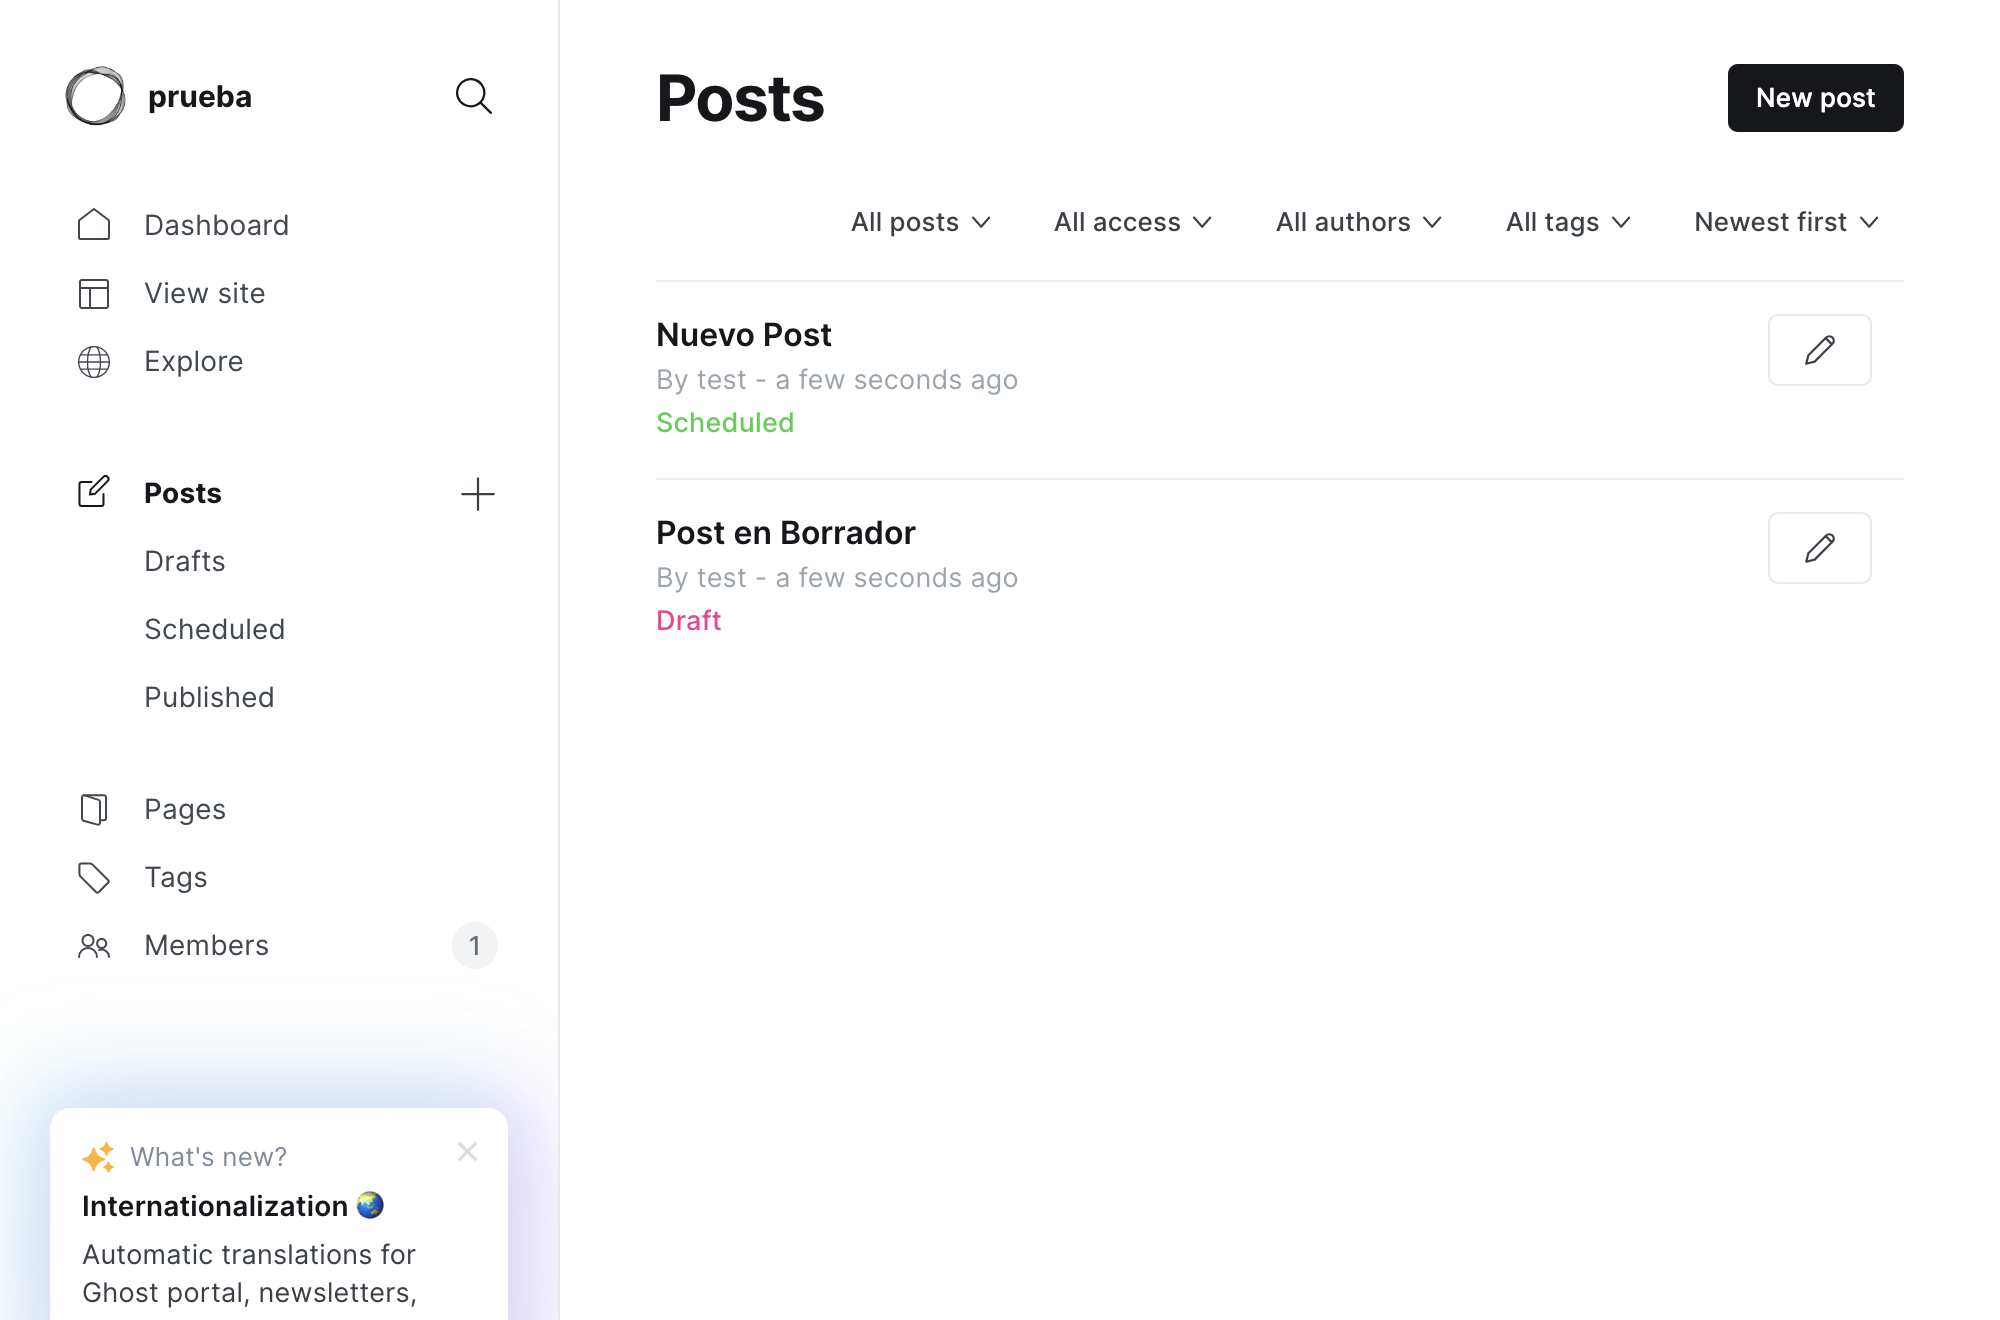 prueba
Dashboard
View site
Explore
Posts
Drafts
Scheduled
Published
Pages
Tags
Members 1
What's new?
Internationalization 🌏
Automatic translations for
Ghost portal, newsletters,
Posts
New post
All posts All access All authors All tags Newest first
Nuevo Post
By test - a few seconds ago
Scheduled
Post en Borrador
By test - a few seconds ago
Draft